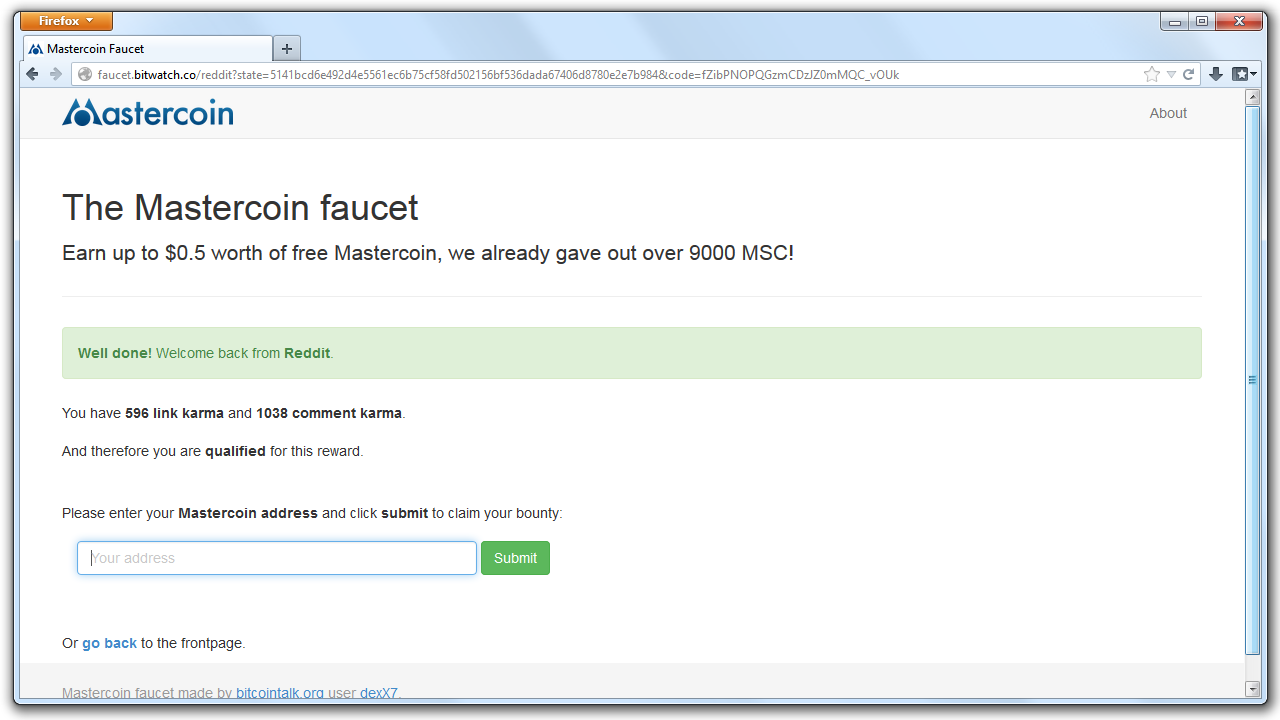 Firefox
Mastercoin Faucet
faucet.bitwatch.co/reddit?state=5141bcd6e492d4e5561ec6b75cf58fd502156bf536dada67406d8780e2e7b984&code=fZibPNOPQGzmCDzJZ0mMQC_vOUk
Mastercoin
About
The Mastercoin faucet
Earn up to $0.5 worth of free Mastercoin, we already gave out over 9000 MSC!
Well done! Welcome back from Reddit.
You have 596 link karma and 1038 comment karma.
And therefore you are qualified for this reward.
Please enter your Mastercoin address and click submit to claim your bounty:
Your address
Submit
Or go back to the frontpage.
Mastercoin faucet made by bitcointalk.org user dexX7.